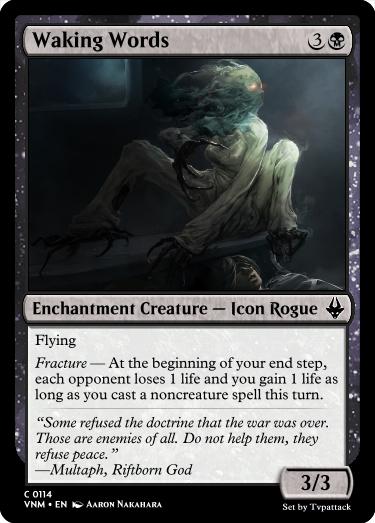 Waking Words 3
Enchantment Creature — Icon Rogue
Flying
Fracture — At the beginning of your end step,
each opponent loses 1 life and you gain 1 life as
long as you cast a noncreature spell this turn.
“Some refused the doctrine that the war was over.
Those are enemies of all. Do not help them, they
refuse peace.”
—Multaph, Riftborn God
3/3
C 0114
VNM • EN Aaron Nakahara
Set by Tvpattack